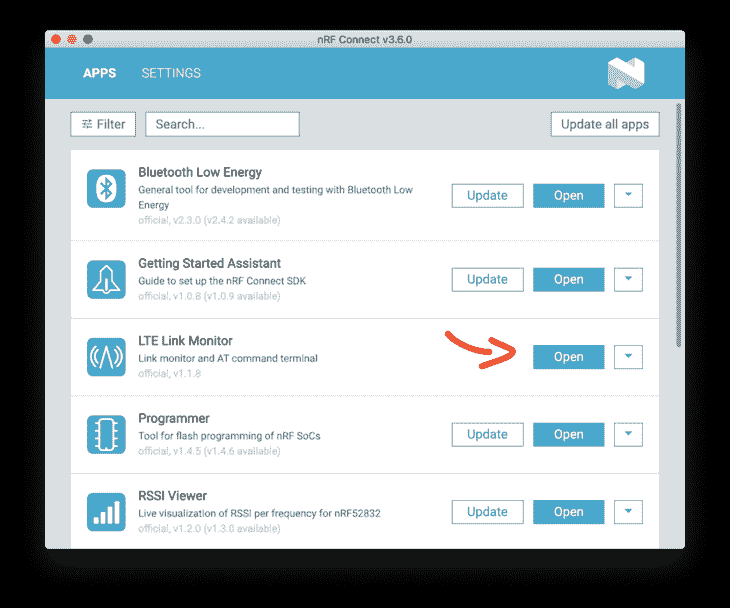 nRF Connect v3.6.0
APPS SETTINGS
Filter Search... Update all apps
Bluetooth Low Energy
General tool for development and testing with Bluetooth Low
Energy
official, v2.3.0 (v2.4.2 available)
Update Open
Getting Started Assistant
Guide to set up the nRF Connect SDK
official, v1.0.8 (v1.0.9 available)
Update Open
LTE Link Monitor
Link monitor and AT command terminal
official, v1.1.8
Open
Programmer
Tool for flash programming of nRF SoCs
official, v1.4.5 (v1.4.6 available)
Update Open
RSSI Viewer
Live visualization of RSSI per frequency for nRF52832
official, v1.2.0 (v1.3.0 available)
Update Open